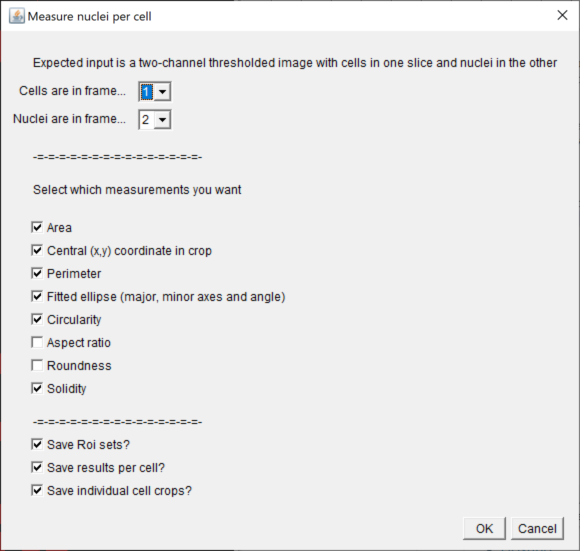 Measure nuclei per cell
Expected input is a two-channel thresholded image with cells in one slice and nuclei in the other
Cells are in frame... 1
Nuclei are in frame... 2
-=-=-=-=-=-=-=-=-=-=-=-=-=-=-=-
Select which measurements you want
Area
Central (x,y) coordinate in crop
Perimeter
Fitted ellipse (major, minor axes and angle)
Circularity
Aspect ratio
Roundness
Solidity
-=-=-=-=-=-=-=-=-=-=-=-=-=-=-=-
Save Roi sets?
Save results per cell?
Save individual cell crops?
OK Cancel